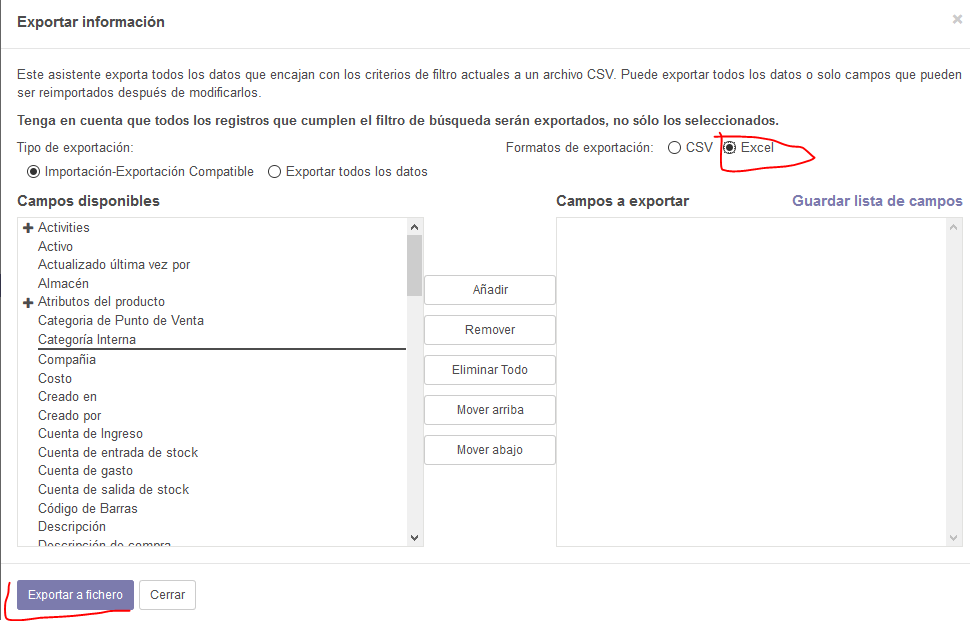 Exportar información
Este asistente exporta todos los datos que encajan con los criterios de filtro actuales a un archivo CSV. Puede exportar todos los datos o solo campos que pueden
ser reimportados después de modificarlos.
Tenga en cuenta que todos los registros que cumplen el filtro de búsqueda serán exportados, no sólo los seleccionados.
Tipo de exportación:
Formatos de exportación: CSV Excel
Importación-Exportación Compatible Exportar todos los datos
Campos disponibles
Campos a exportar
Guardar lista de campos
Activities
Activo
Actualizado última vez por
Almacén
Atributos del producto
Categoria de Punto de Venta
Categoría Interna
Compañia
Costo
Creado en
Creado por
Cuenta de Ingreso
Cuenta de entrada de stock
Cuenta de gasto
Cuenta de salida de stock
Código de Barras
Descripción
Descripción de compra
Añadir
Remover
Eliminar Todo
Mover arriba
Mover abajo
Exportar a fichero
Cerrar